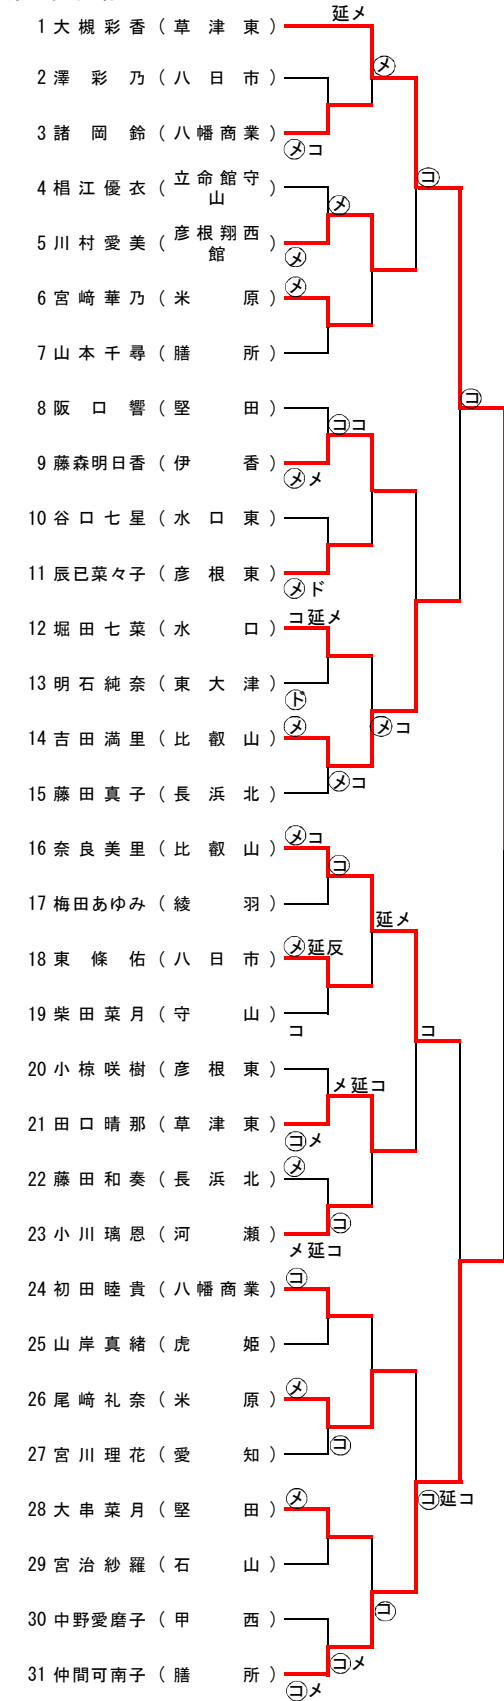 延メ
1 大槻彩香 ( 草津東 )
メ
2 澤彩乃 ( 八日市 )
3 諸岡鈴 ( 八幡商業 )
メコ
コ
4 椙江優衣 ( 立命館守山 )
メ
5 川村愛美 ( 彦根翔西館 )
メ
メ
6 宮﨑華乃 ( 米原 )
7 山本千尋 ( 膳所 )
コ
8 阪口響 ( 堅田 )
ココ
9 藤森明日香 ( 伊香 )
メメ
10 谷口七星 ( 水口東 )
11 辰已菜々子 ( 彦根東 )
メド
コ延メ
12 堀田七菜 ( 水口 )
13 明石純奈 ( 東大津 )
ド
メ
メコ
14 吉田満里 ( 比叡山 )
メコ
15 藤田真子 ( 長浜北 )
メコ
16 奈良美里 ( 比叡山 )
コ
17 梅田あゆみ ( 綾羽 )
延メ
メ延反
18 東條佑 ( 八日市 )
19 柴田菜月 ( 守山 )
コ
コ
20 小椋咲樹 ( 彦根東 )
メ延コ
21 田口晴那 ( 草津東 )
コメ
メ
22 藤田和奏 ( 長浜北 )
コ
23 小川璃恩 ( 河瀬 )
メ延コ
コ
24 初田睦貴 ( 八幡商業 )
25 山岸真緒 ( 虎姫 )
メ
26 尾﨑礼奈 ( 米原 )
コ
27 宮川理花 ( 愛知 )
メ
コ延コ
28 大串菜月 ( 堅田 )
29 宮治紗羅 ( 石山 )
コ
30 中野愛磨子 ( 甲西 )
コメ
31 仲間可南子 ( 膳所 )
コメ